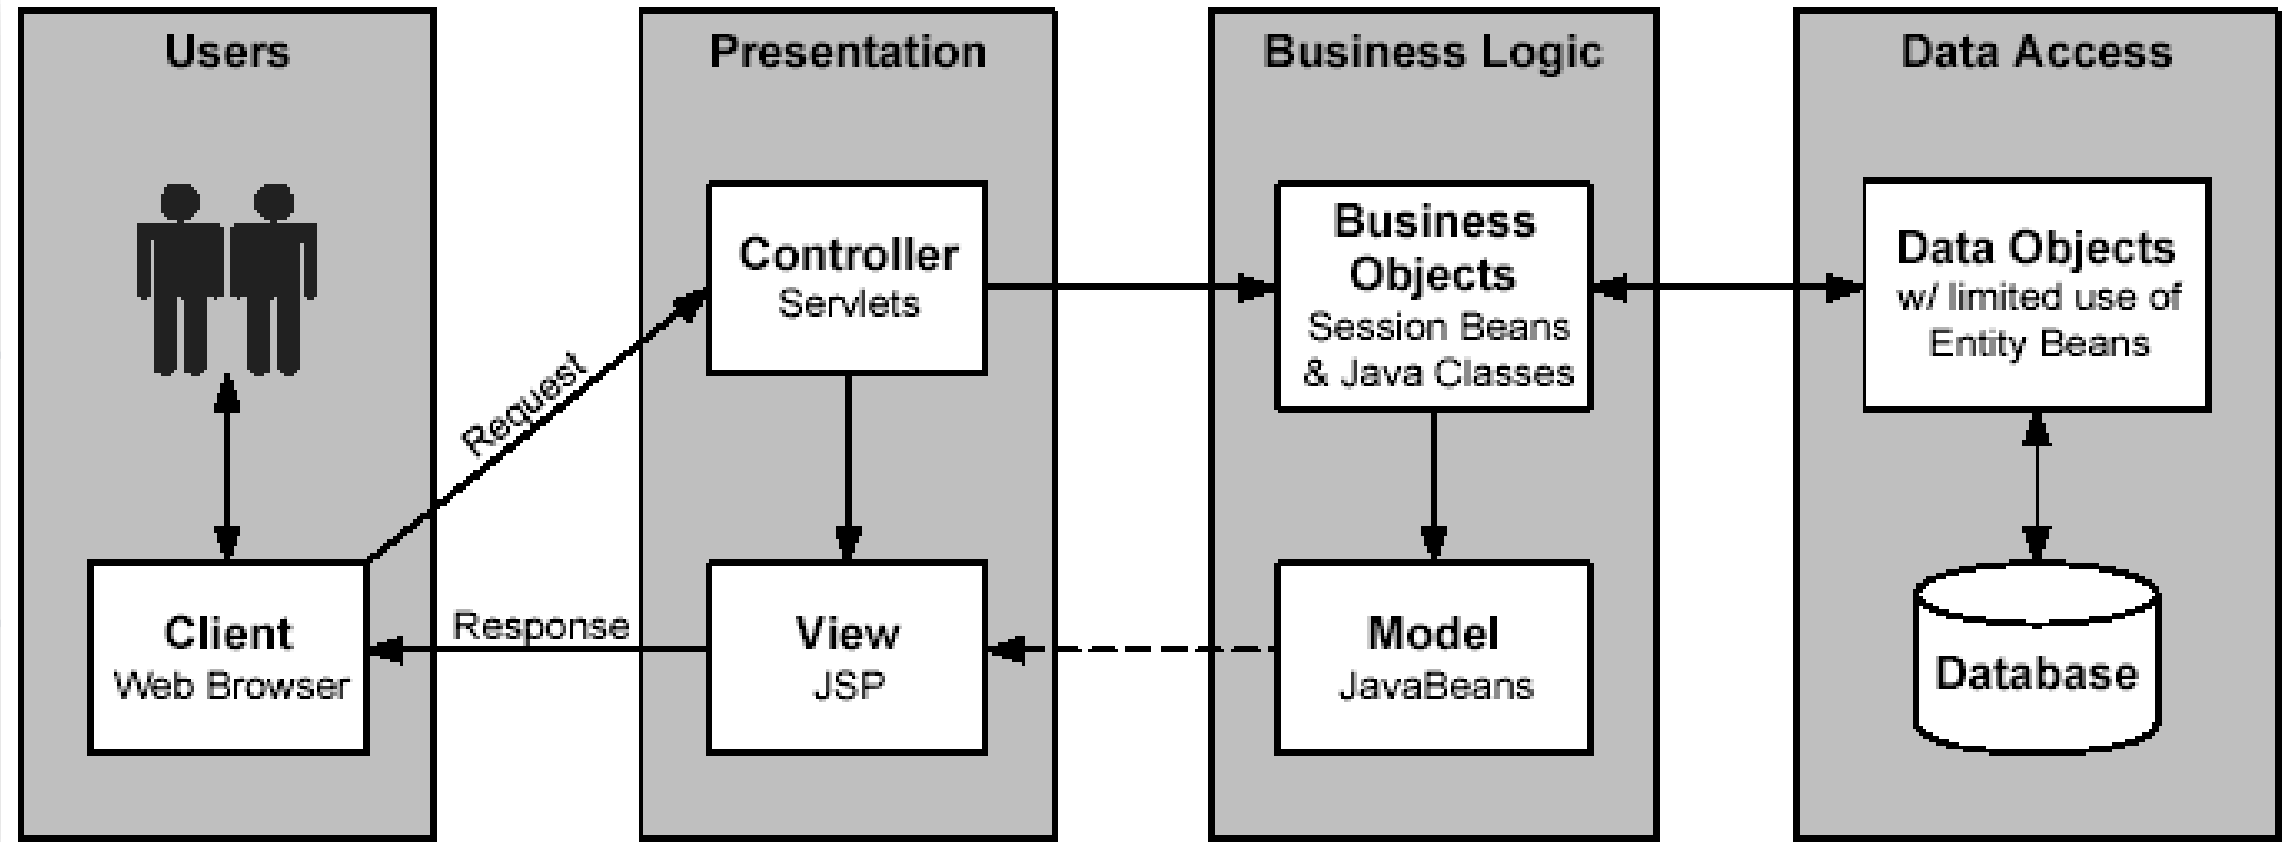 Users
Presentation
Business Logic
Data Access
Controller
Servlets
Business
Objects
Session Beans
& Java Classes
Data Objects
w/ limited use of
Entity Beans
Request
Response
Client
Web Browser
View
JSP
Model
JavaBeans
Database